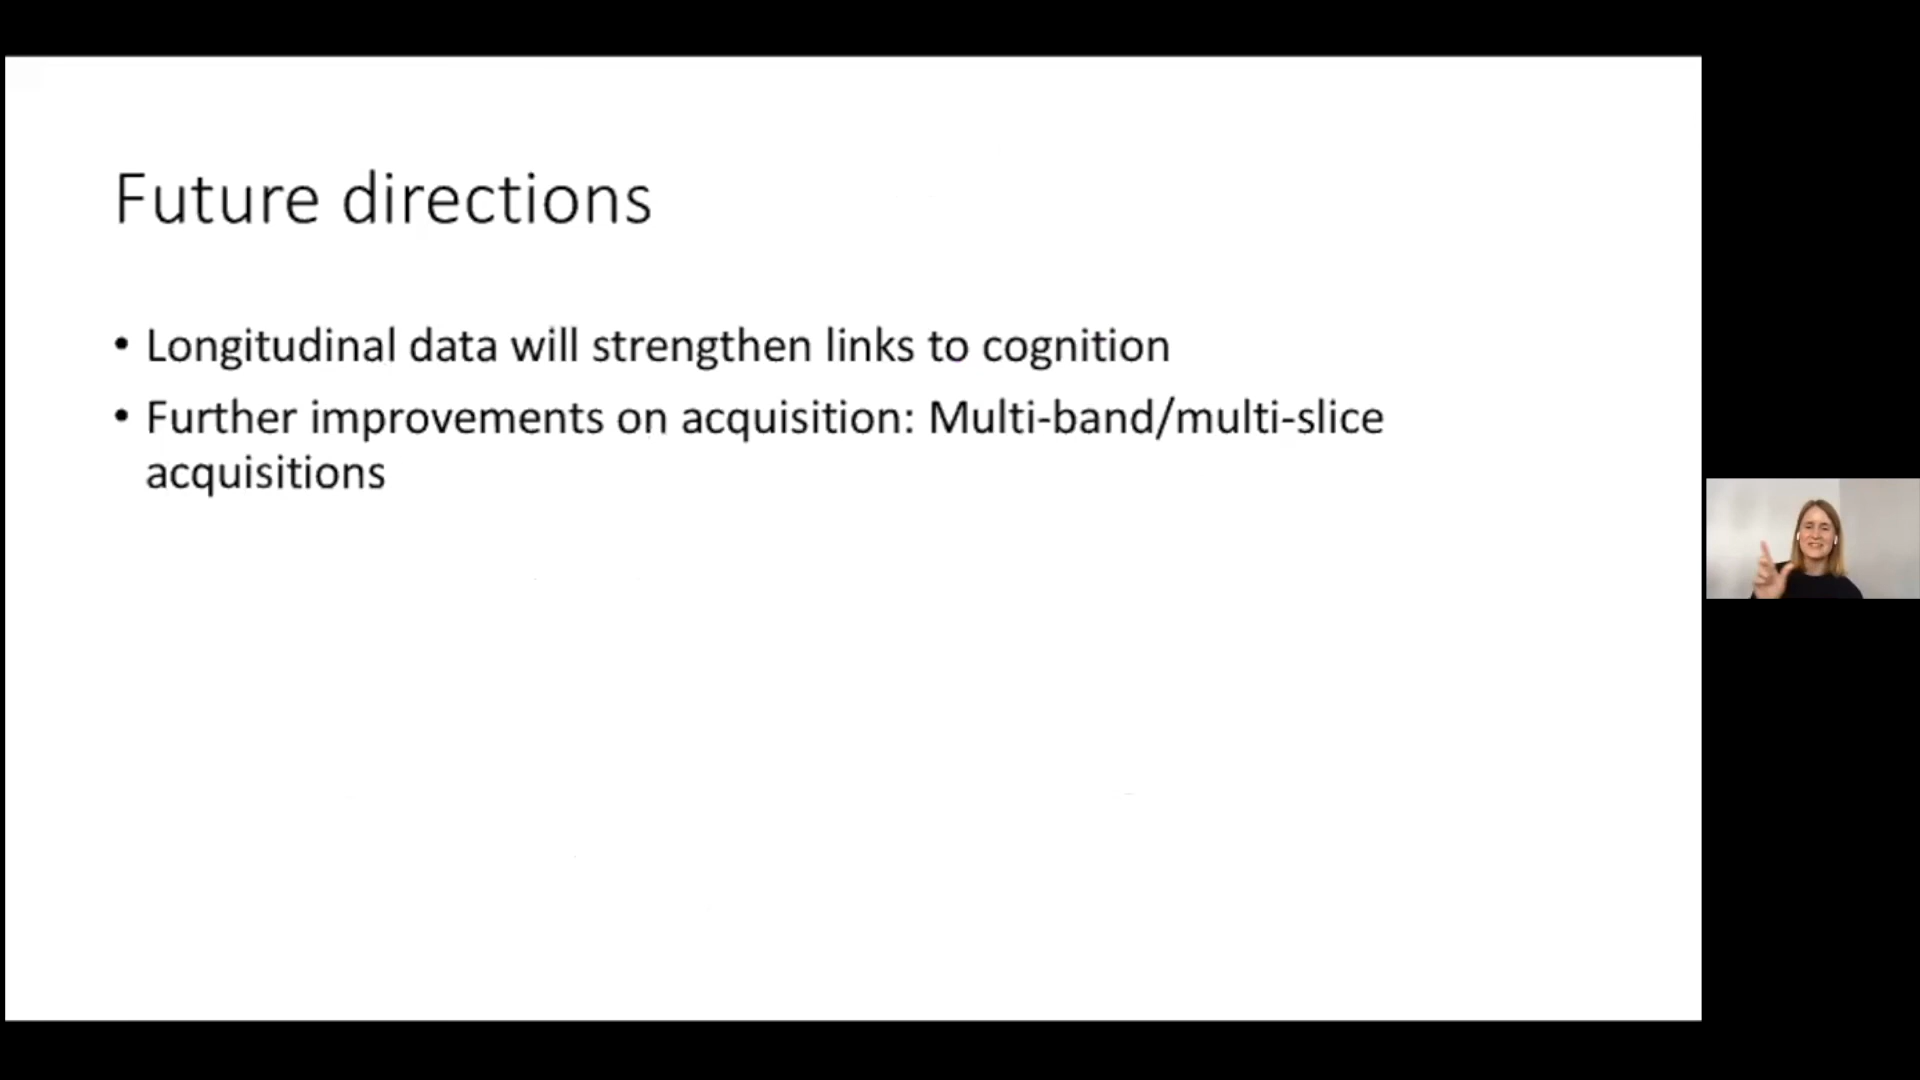 Future directions
• Longitudinal data will strengthen links to cognition
• Further improvements on acquisition: Multi-band/multi-slice
acquisitions